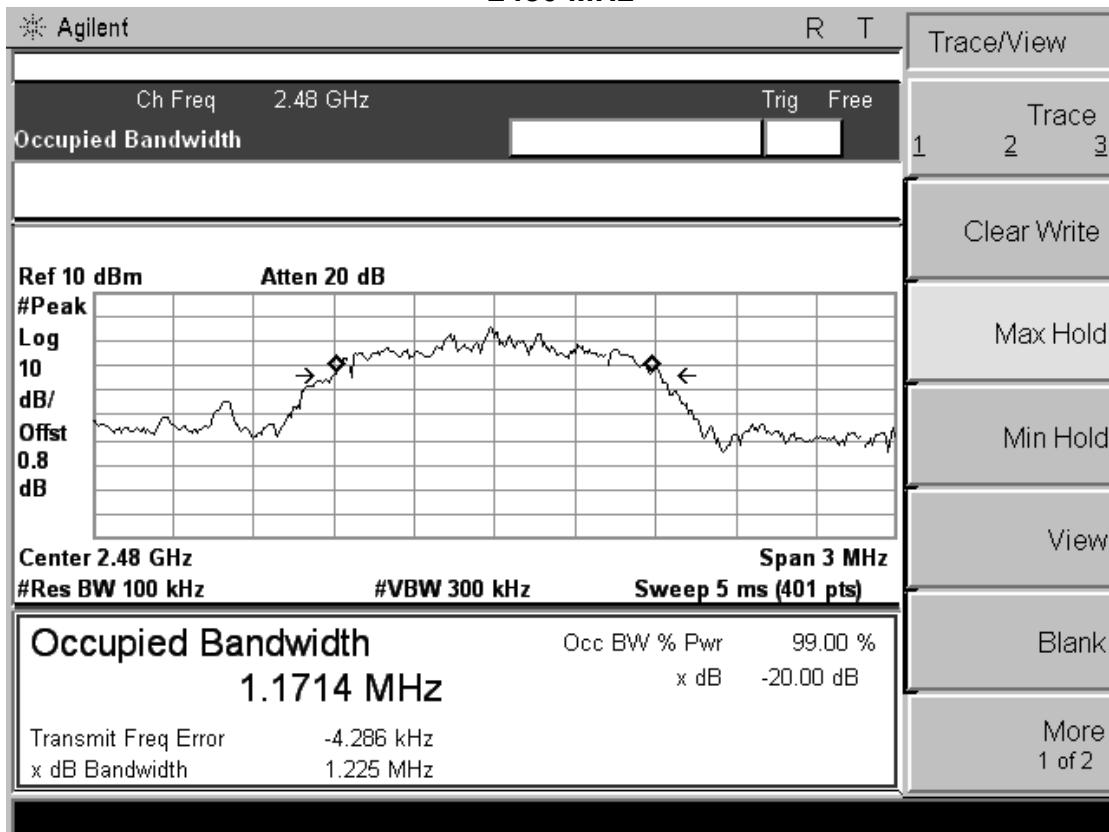 Agilent R T
Trace/View
Ch Freq 2.48 GHz Trig Free
Occupied Bandwidth
Trace
1 2 3
Clear Write
Max Hold
Min Hold
View
Blank
More
1 of 2
Ref 10 dBm Atten 20 dB
#Peak
Log
10
dB/
Offst
0.8
dB
Center 2.48 GHz Span 3 MHz
#Res BW 100 kHz #VBW 300 kHz Sweep 5 ms (401 pts)
Occupied Bandwidth
1.1714 MHz
Occ BW % Pwr 99.00 %
x dB -20.00 dB
Transmit Freq Error -4.286 kHz
x dB Bandwidth 1.225 MHz